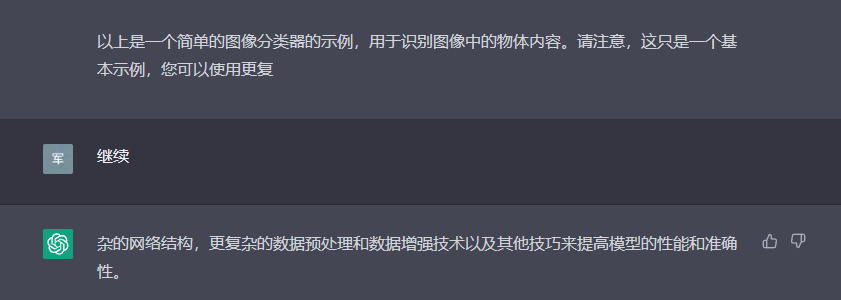 以上是一个简单的图像分类器的示例，用于识别图像中的物体内容。请注意，这只是一个基
本示例，您可以使用更复
军
继续
杂的网络结构，更复杂的数据预处理和数据增强技术以及其他技巧来提高模型的性能和准确
性。